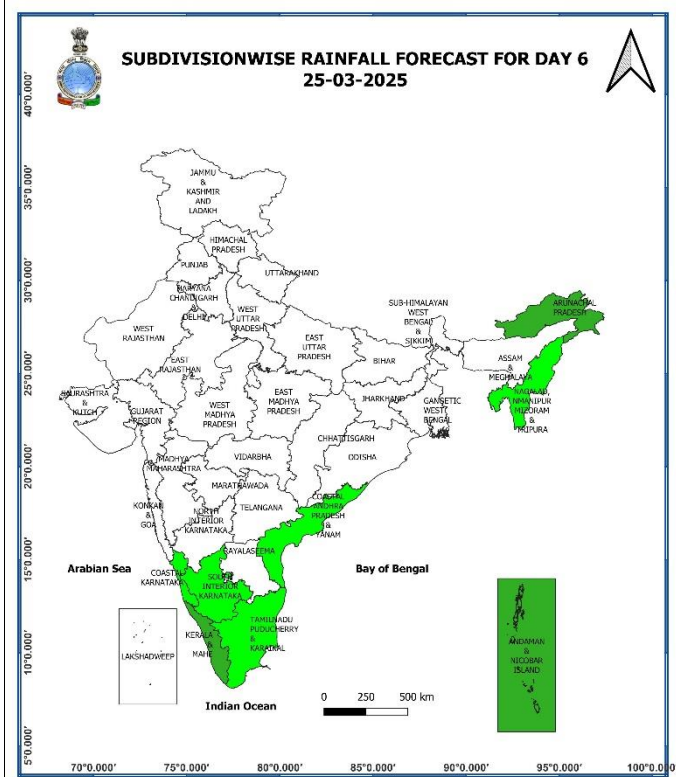 SUBDIVISIONWISE RAINFALL FORECAST FOR DAY 6
25-03-2025
40°0.000'
35°0.000'
30°0.000'
25°0.000'
20°0.000'
15°0.000'
10°0.000'
5°0.000'
JAMMU
&
KASHMIR
AND
LADAKH
HIMACHAL
PRADESH
PUNJAB
UTTARAKHAND
HARYANA
CHANDIGARH
&
DELHI
WEST
UTTAR
PRADESH
SUB-HIMALAYAN
WEST
BENGAL
&
SIKKIM
ARUNACHAL
PRADESH
WEST
RAJASTHAN
EAST
RAJASTHAN
EAST
UTTAR
PRADESH
BIHAR
ASSAM
&
MEGHALAYA
NAGALAD,
NMANIPUR
MIZORAM
&
TRIPURA
SAURASHTRA
&
KUTCH
GUJARAT
REGION
WEST
MADHYA
PRADESH
EAST
MADHYA
PRADESH
JHARKHAND
GANGETIC
WEST
BENGAL
CHHATTISGARH
ODISHA
MADHYA
MAHARASHTRA
VIDARBHA
MARATHAWADA
KONKAN
&
GOA
NORTH
INTERIOR
KARNATAKA
TELANGANA
COASTAL
ANDHRA
PRADESH
&
YANAM
RAYALASEEMA
Arabian Sea
COASTAL
KARNATAKA
SOUTH
INTERIOR
KARNATAKA
Bay of Bengal
TAMILNADU
PUDUCHERRY
&
KARAIKAL
KERALA
&
MAHE
LAKSHADWEEP
ANDAMAN
&
NICOBAR
ISLAND
Indian Ocean
0 250 500 km
70°0.000' 75°0.000' 80°0.000' 85°0.000' 90°0.000' 95°0.000' 100°0.000'